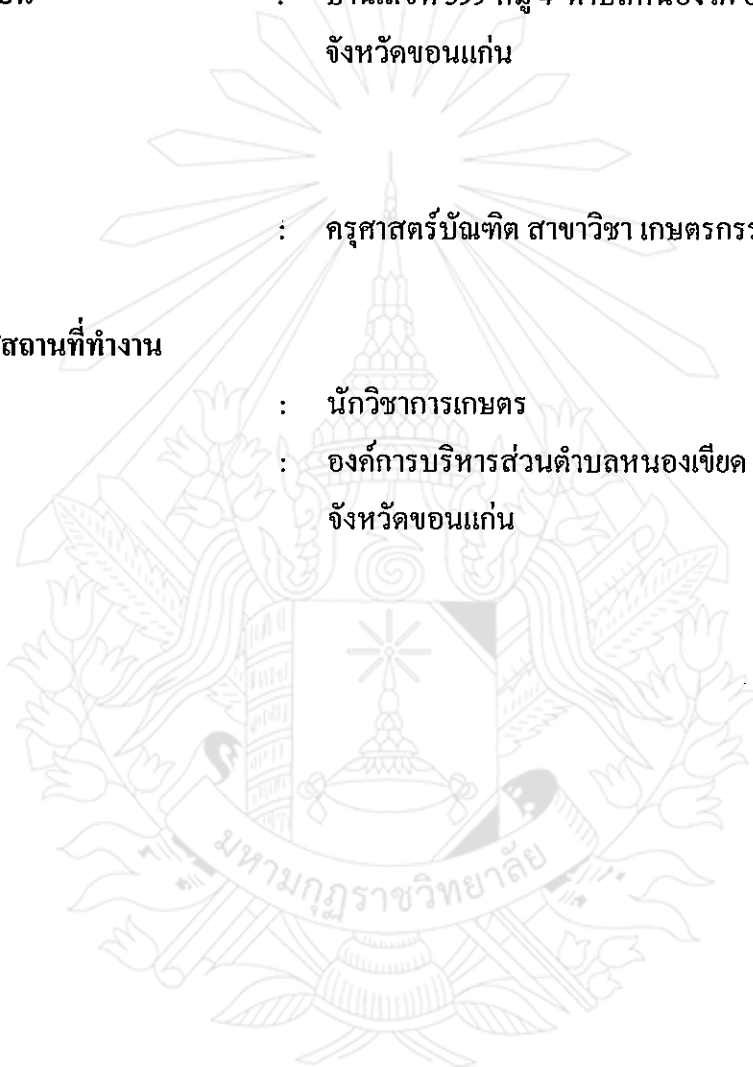 จังหวัดขอนแก่น
: ครุศาสตร์บัณฑิต สาขาวิชา เกษตรกรร
สถานที่ทำงาน
: นักวิชาการเกษตร
: องค์การบริหารส่วนตำบลหนองเขียด
จังหวัดขอนแก่น
มหามกุฏราชวิทยาลัย